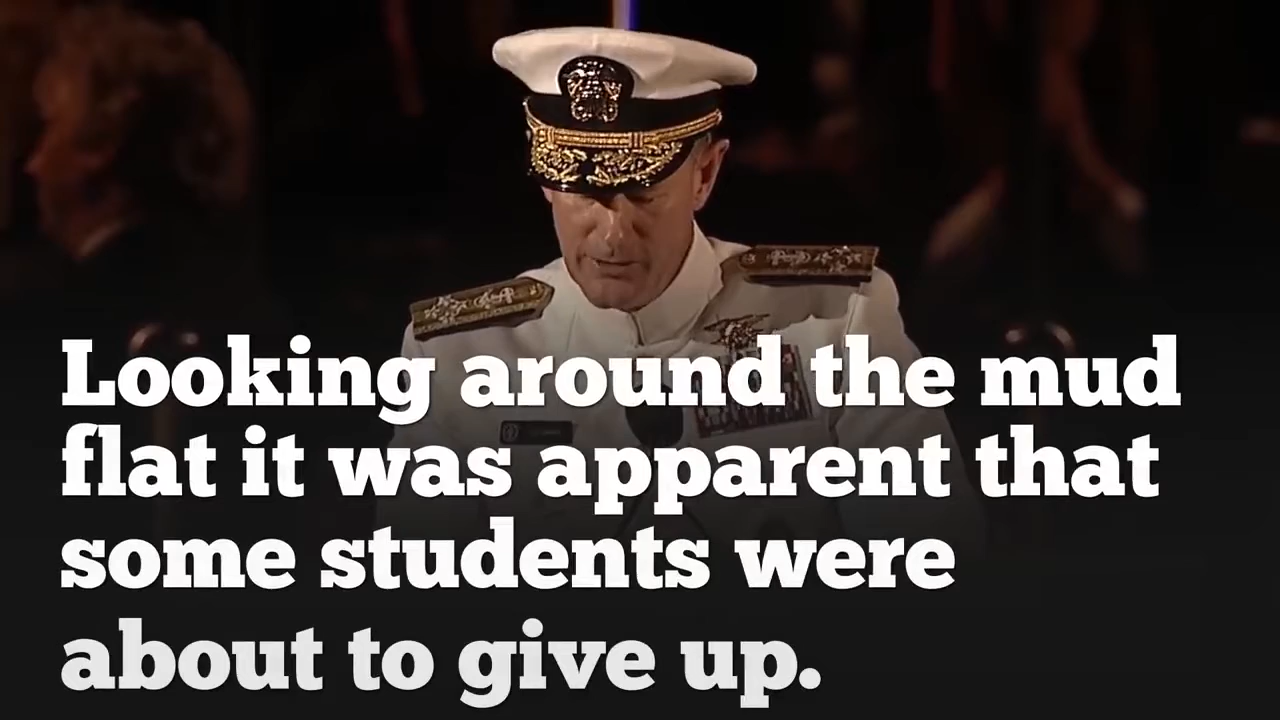 Looking around the mud
flat it was apparent that
some students were
about to give up.